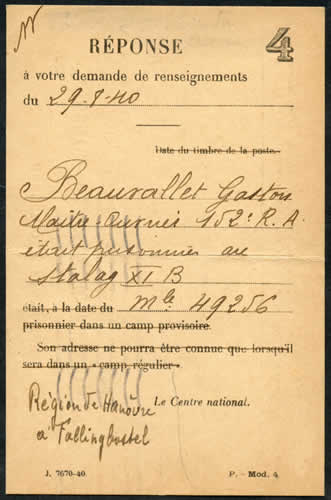 RÉPONSE
4
à votre demande de renseignements
du 29-7-40
Date du timbre de la poste.
Beauvallet Gaston
Maître Ouvrier 152e R.A.
était prisonnier au
Stalag XI B
était, à la date du Mle 49256
prisonnier dans un camp provisoire.
Son adresse ne pourra être connue que lorsqu'il
sera dans un « camp régulier »
Région de Hanovre
à Fallingbostel
Le Centre national.
J. 7670-40.
P. - Mod. 4.